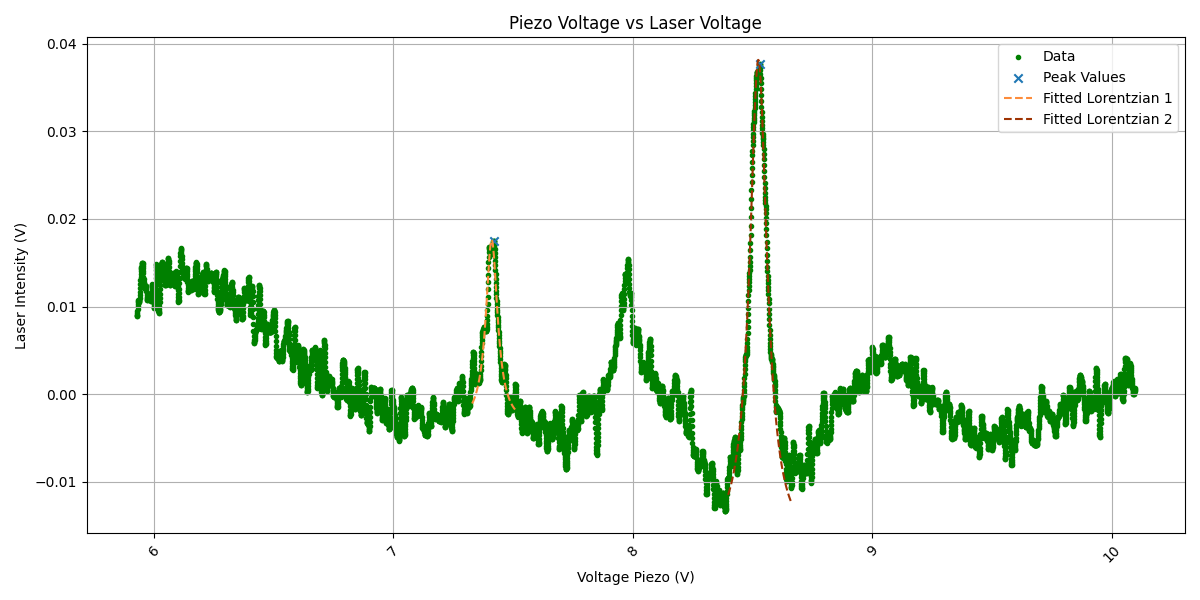 Piezo Voltage vs Laser Voltage
Data
Peak Values
Fitted Lorentzian 1
Fitted Lorentzian 2
Laser Intensity (V)
0.04
0.03
0.02
0.01
0.00
−0.01
6
7
8
9
10
Voltage Piezo (V)